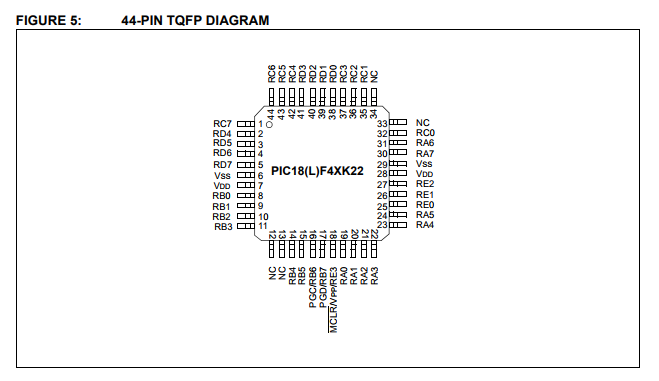 FIGURE 5: 44-PIN TQFP DIAGRAM
RC6
RC5
RC4
RD3
RD2
RD1
RD0
RC3
RC2
RC1
NC
44
43
42
41
40
39
38
37
36
35
34
RC7 1
RD4 2
RD5 3
RD6 4
RD7 5
VSS 6
VDD 7
RB0 8
RB1 9
RB2 10
RB3 11
PIC18(L)F4XK22
33 NC
32 RC0
31 RA6
30 RA7
29 VSS
28 VDD
27 RE2
26 RE1
25 RE0
24 RA5
23 RA4
12
13
14
15
16
17
18
19
20
21
22
NC
NC
RB4
RB5
PGC/RB6
PGD/RB7
MCLR/VPP/RE3
RA0
RA1
RA2
RA3